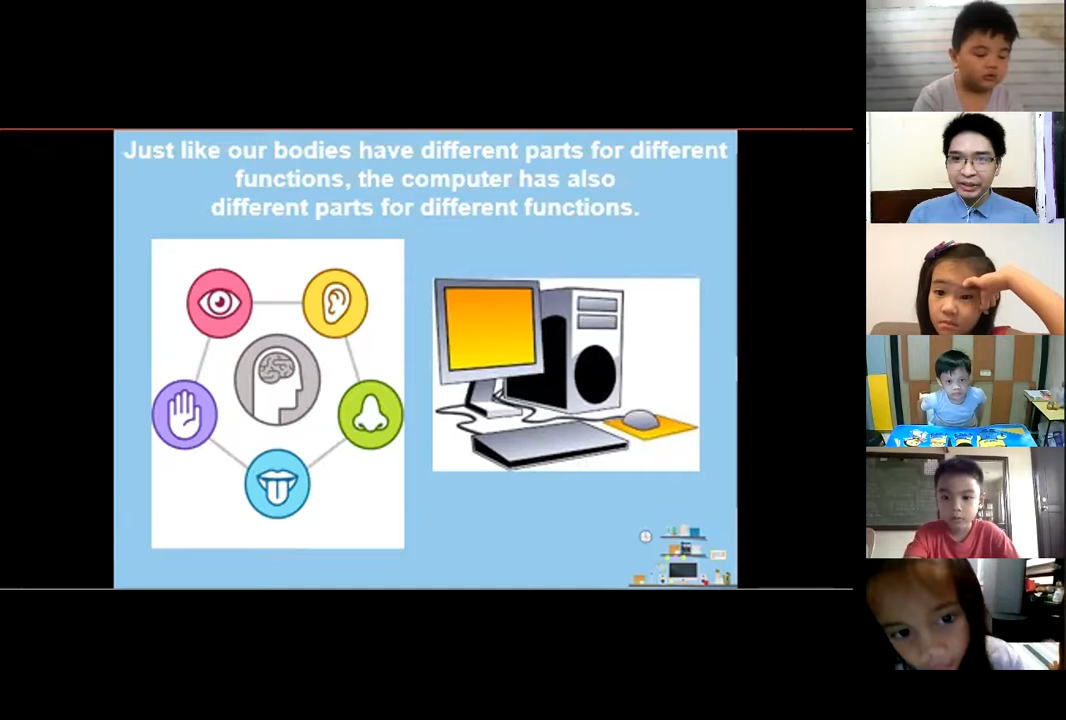 Just like our bodies have different parts for different
functions, the computer has also
different parts for different functions.